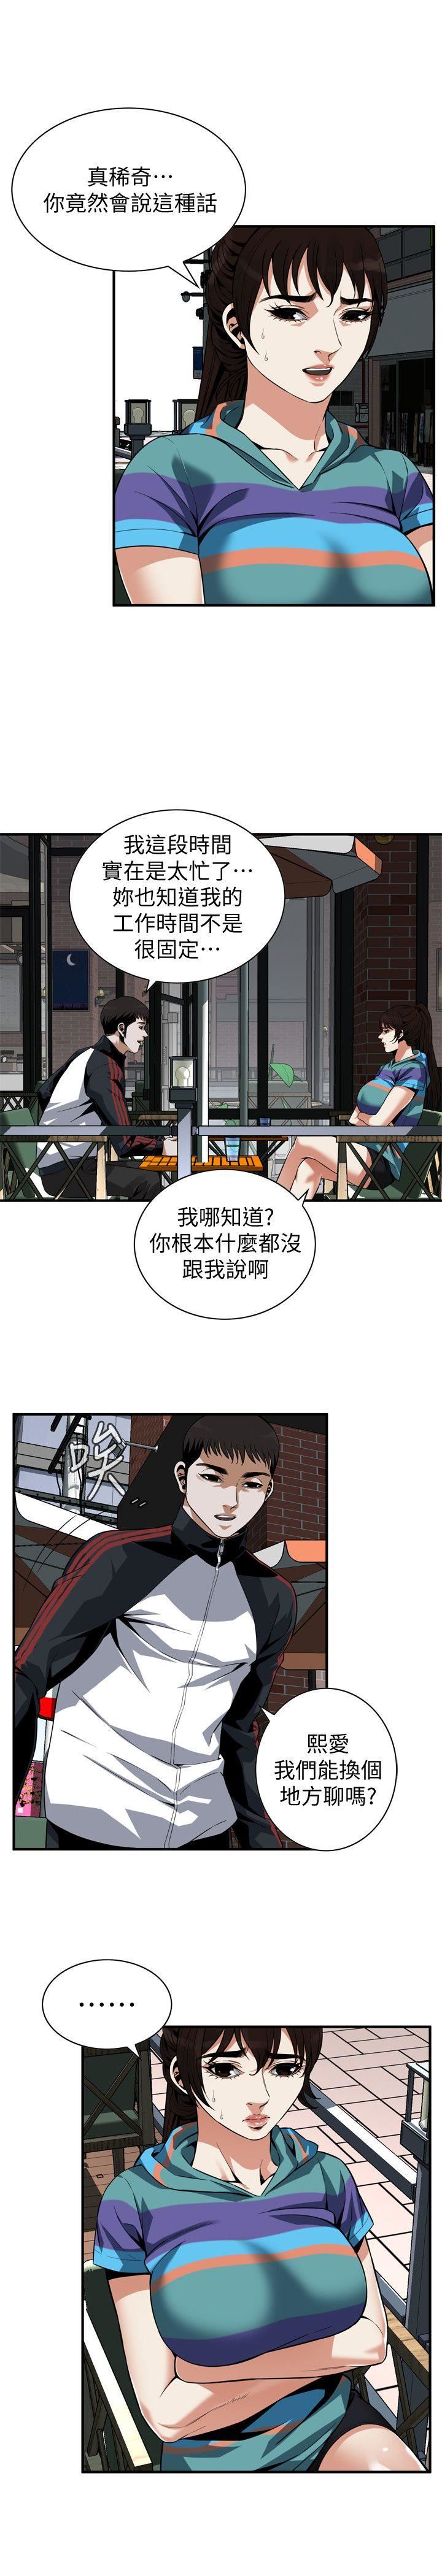 真稀奇⋯
你竟然會說這種話
我這段時間
實在是太忙了⋯
妳也知道我的
工作時間不是
很固定⋯
我哪知道?
你根本什麼都沒
跟我說啊
唉
熙愛
我們能換個
地方聊嗎?
⋯⋯